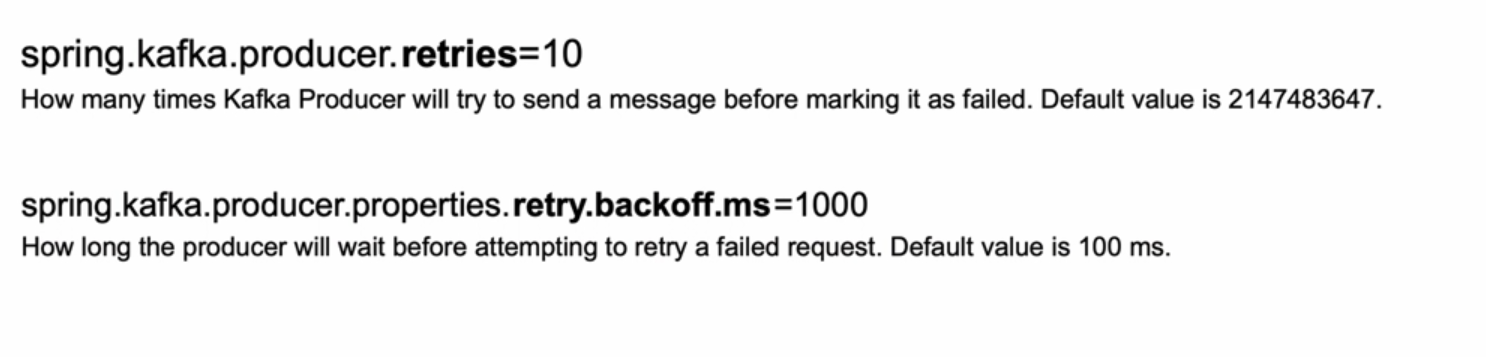 spring.kafka.producer.retries=10
How many times Kafka Producer will try to send a message before marking it as failed. Default value is 2147483647.
spring.kafka.producer.properties.retry.backoff.ms=1000
How long the producer will wait before attempting to retry a failed request. Default value is 100 ms.